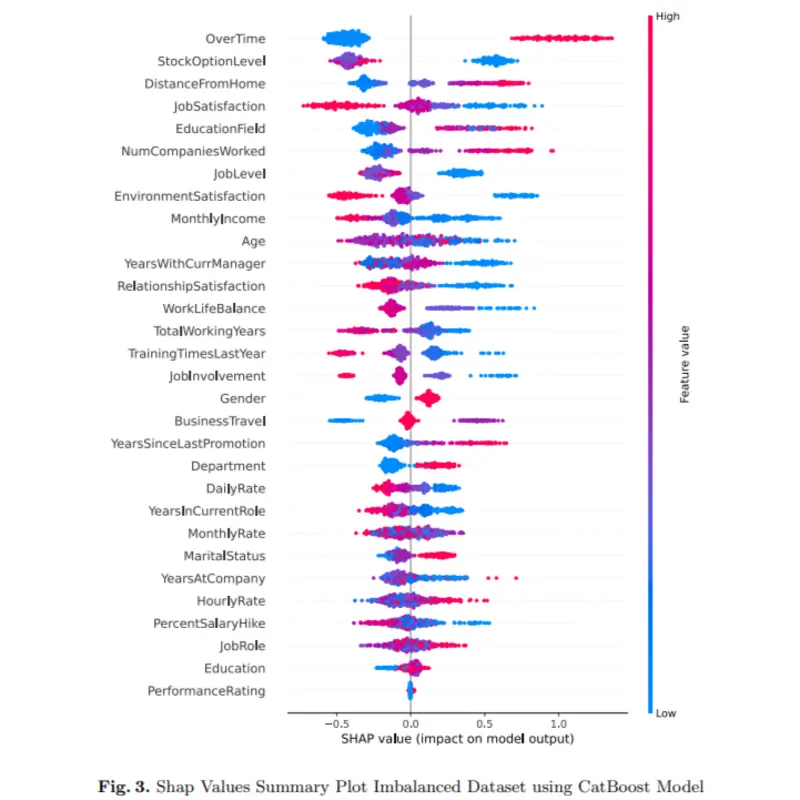 High
OverTime
StockOptionLevel
DistanceFromHome
JobSatisfaction
EducationField
NumCompaniesWorked
JobLevel
EnvironmentSatisfaction
MonthlyIncome
Age
YearsWithCurrManager
RelationshipSatisfaction
WorkLifeBalance
TotalWorkingYears
TrainingTimesLastYear
JobInvolvement
Gender
BusinessTravel
YearsSinceLastPromotion
Department
DailyRate
YearsInCurrentRole
MonthlyRate
MaritalStatus
YearsAtCompany
HourlyRate
PercentSalaryHike
JobRole
Education
PerformanceRating
Feature value
Low
−0.5 0.0 0.5 1.0
SHAP value (impact on model output)
Fig. 3. Shap Values Summary Plot Imbalanced Dataset using CatBoost Model